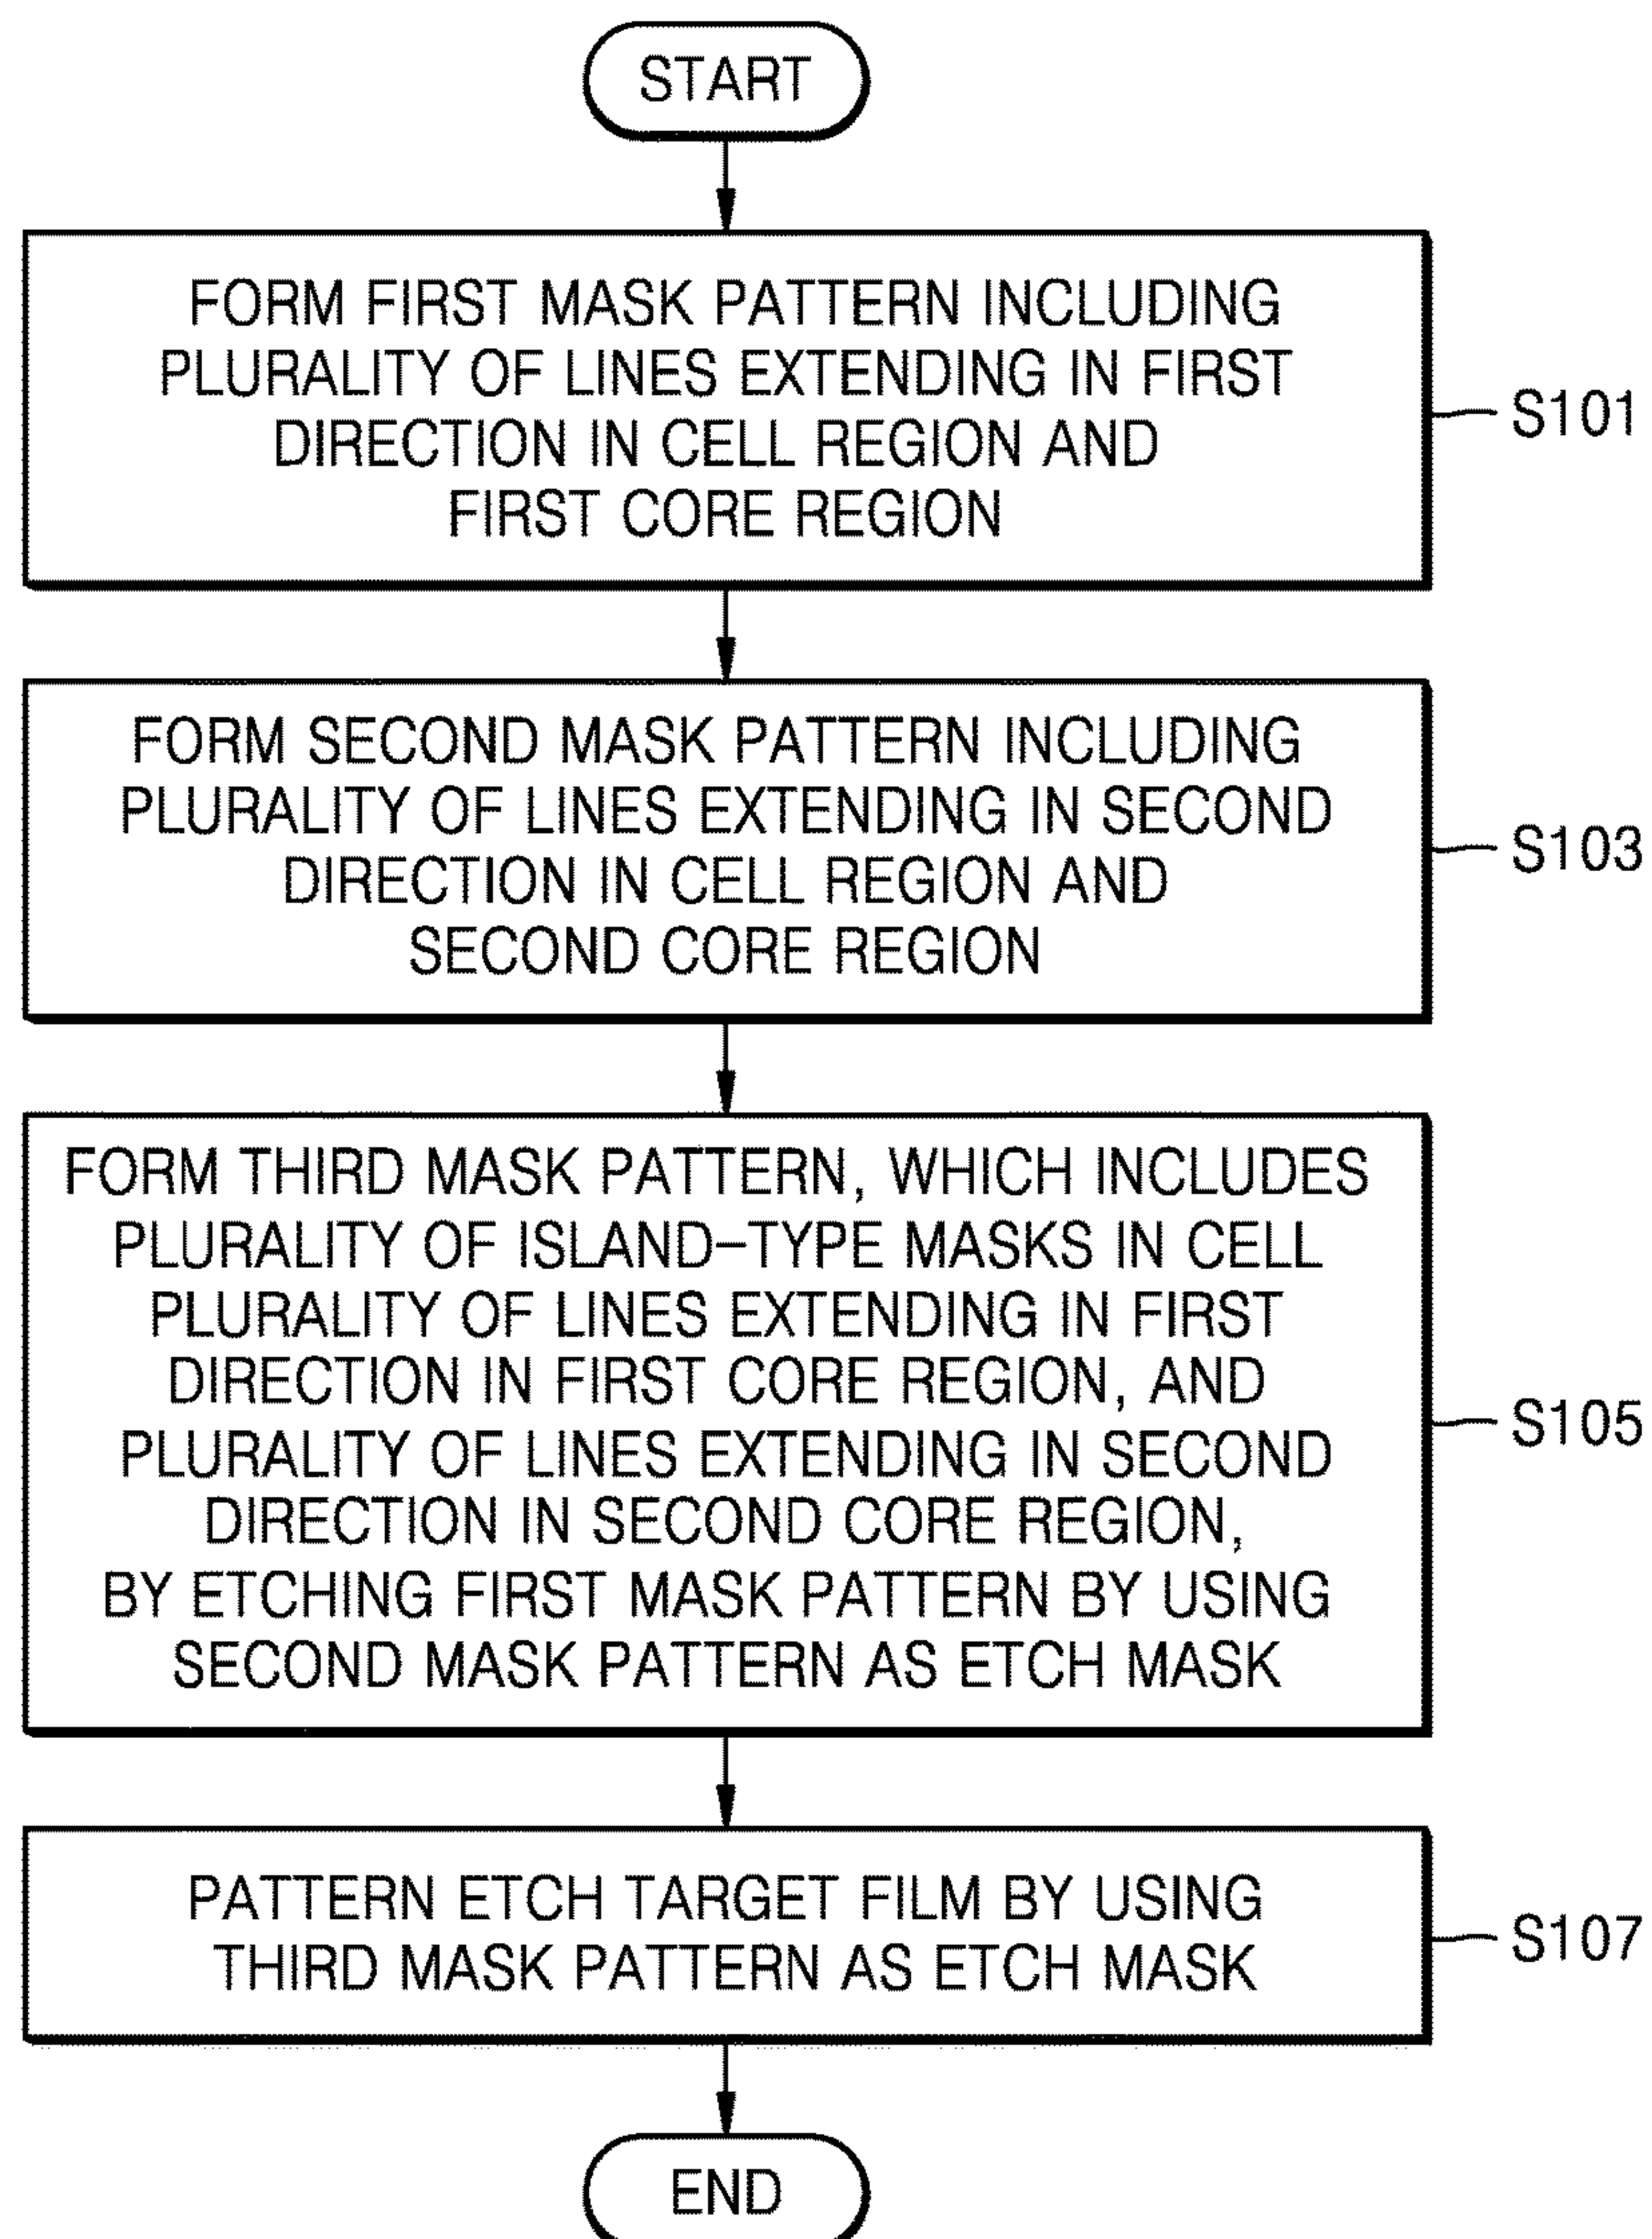 START
FORM FIRST MASK PATTERN INCLUDING
PLURALITY OF LINES EXTENDING IN FIRST
DIRECTION IN CELL REGION AND
FIRST CORE REGION
S101
FORM SECOND MASK PATTERN INCLUDING
PLURALITY OF LINES EXTENDING IN SECOND
DIRECTION IN CELL REGION AND
SECOND CORE REGION
S103
FORM THIRD MASK PATTERN, WHICH INCLUDES
PLURALITY OF ISLAND-TYPE MASKS IN CELL
PLURALITY OF LINES EXTENDING IN FIRST
DIRECTION IN FIRST CORE REGION, AND
PLURALITY OF LINES EXTENDING IN SECOND
DIRECTION IN SECOND CORE REGION,
BY ETCHING FIRST MASK PATTERN BY USING
SECOND MASK PATTERN AS ETCH MASK
S105
PATTERN ETCH TARGET FILM BY USING
THIRD MASK PATTERN AS ETCH MASK
S107
END